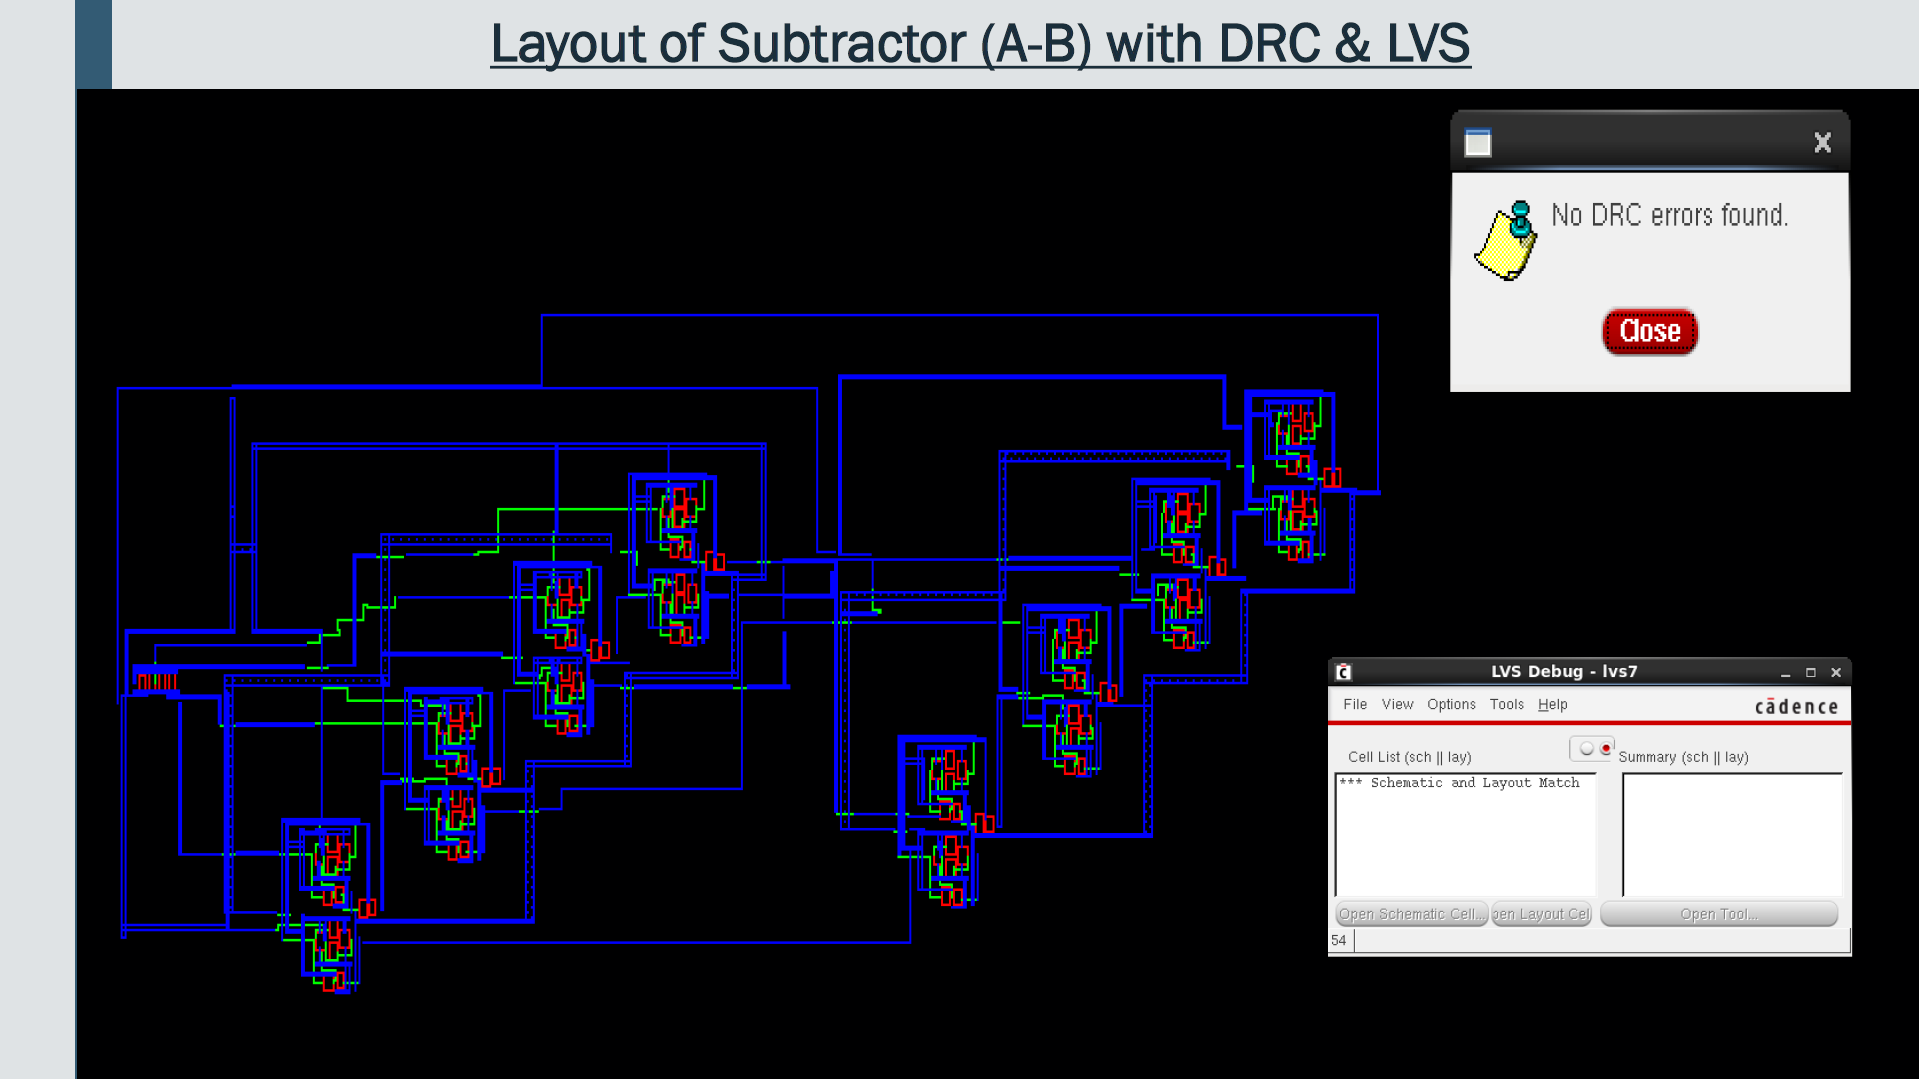 Layout of Subtractor (A-B) with DRC & LVS
No DRC errors found.
Close
LVS Debug - lvs7
File View Options Tools Help
cādence
Cell List (sch || lay)
Summary (sch || lay)
*** Schematic and Layout Match
Open Schematic Cell...
en Layout Cel
Open Tool...
54